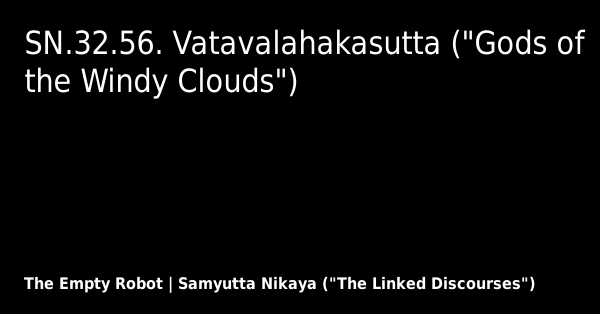 SN.32.56. Vatavalahakasutta ("Gods of
the Windy Clouds")
The Empty Robot | Samyutta Nikaya ("The Linked Discourses")